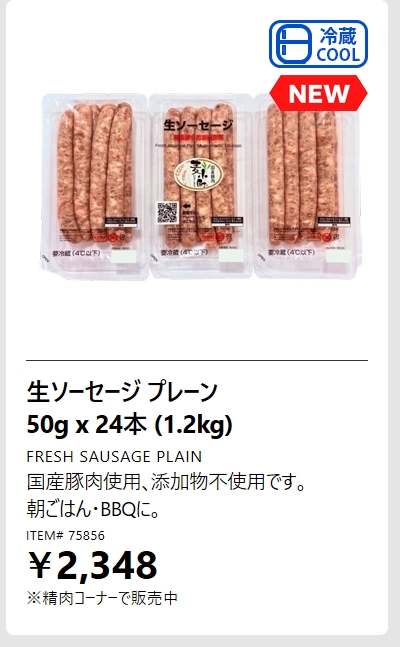 冷蔵
COOL
NEW
生ソーセージ
要冷蔵(4℃以下)
要冷蔵(4℃以下)
要冷蔵(4℃以下)
生ソーセージ プレーン
50g x 24本 (1.2kg)
FRESH SAUSAGE PLAIN
国産豚肉使用、添加物不使用です。
朝ごはん・BBQに。
ITEM# 75856
¥2,348
※精肉コーナーで販売中